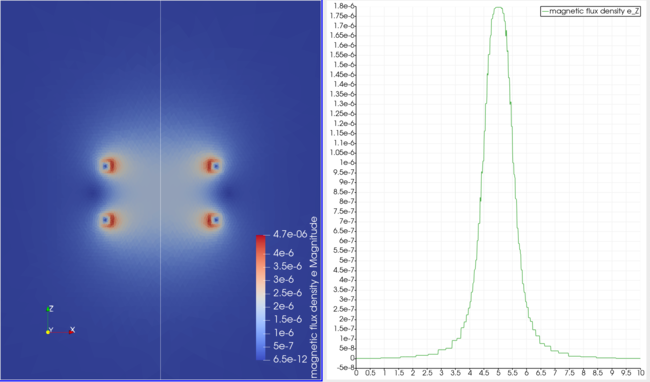 Z
Y
X
4.7e-06
4e-6
3.5e-6
3e-6
2.5e-6
2e-6
1.5e-6
1e-6
5e-7
6.5e-12
magnetic flux density e Magnitude
magnetic flux density e_Z
1.8e-6
1.75e-6
1.7e-6
1.65e-6
1.6e-6
1.55e-6
1.5e-6
1.45e-6
1.4e-6
1.35e-6
1.3e-6
1.25e-6
1.2e-6
1.15e-6
1.1e-6
1.05e-6
1e-6
9.5e-7
9e-7
8.5e-7
8e-7
7.5e-7
7e-7
6.5e-7
6e-7
5.5e-7
5e-7
4.5e-7
4e-7
3.5e-7
3e-7
2.5e-7
2e-7
1.5e-7
1e-7
5e-8
0
-5e-8
0 0.5 1 1.5 2 2.5 3 3.5 4 4.5 5 5.5 6 6.5 7 7.5 8 8.5 9 9.5 10